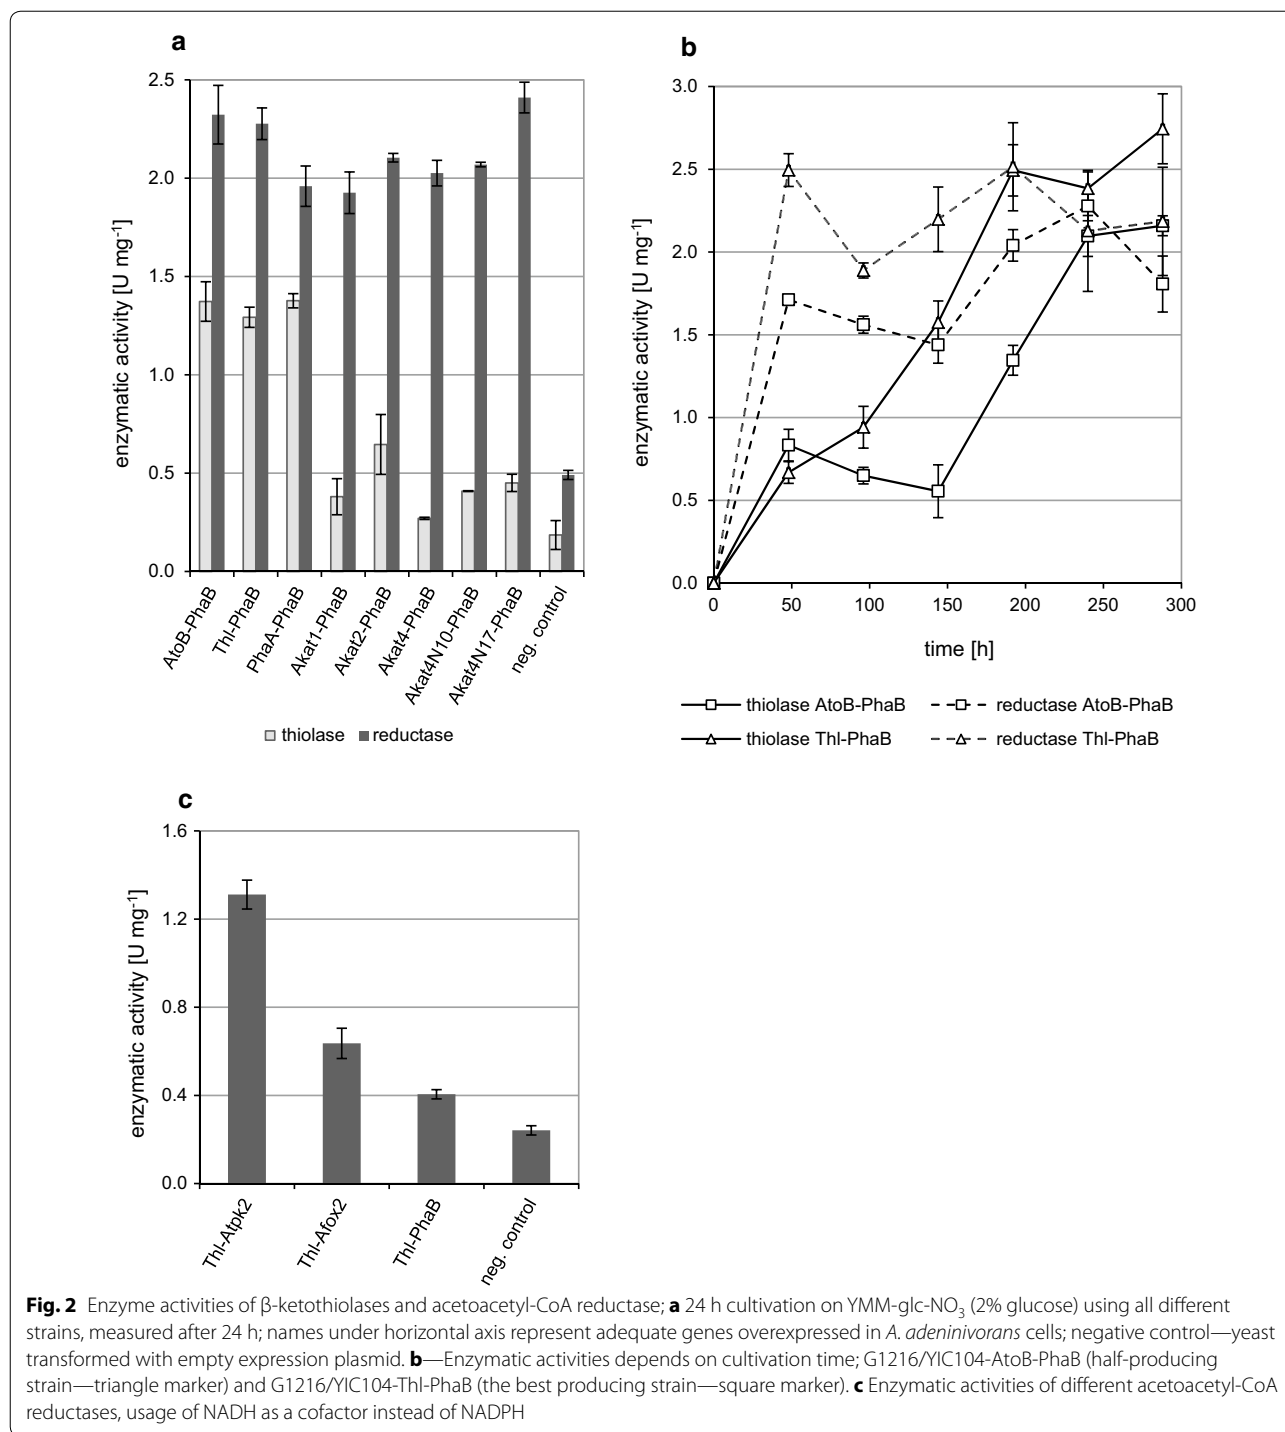 a
2.5
2.0
1.5
1.0
0.5
0.0
enzymatic activity [U mg-1]
AtoB-PhaB
Thl-PhaB
PhaA-PhaB
Akat1-PhaB
Akat2-PhaB
Akat4-PhaB
Akat4N10-PhaB
Akat4N17-PhaB
neg. control
thiolase reductase
b
3.0
2.5
2.0
1.5
1.0
0.5
0.0
enzymatic activity [U mg-1]
0 50 100 150 200 250 300
time [h]
thiolase AtoB-PhaB reductase AtoB-PhaB
thiolase Thl-PhaB reductase Thl-PhaB
c
1.6
1.2
0.8
0.4
0.0
enzymatic activity [U mg-1]
Thl-Atpk2
Thl-Afox2
Thl-PhaB
neg. control
Fig. 2 Enzyme activities of β-ketothiolases and acetoacetyl-CoA reductase; a 24 h cultivation on YMM-glc-NO3 (2% glucose) using all different
strains, measured after 24 h; names under horizontal axis represent adequate genes overexpressed in A. adeninivorans cells; negative control—yeast
transformed with empty expression plasmid. b—Enzymatic activities depends on cultivation time; G1216/YIC104-AtoB-PhaB (half-producing
strain—triangle marker) and G1216/YIC104-Thl-PhaB (the best producing strain—square marker). c Enzymatic activities of different acetoacetyl-CoA
reductases, usage of NADH as a cofactor instead of NADPH